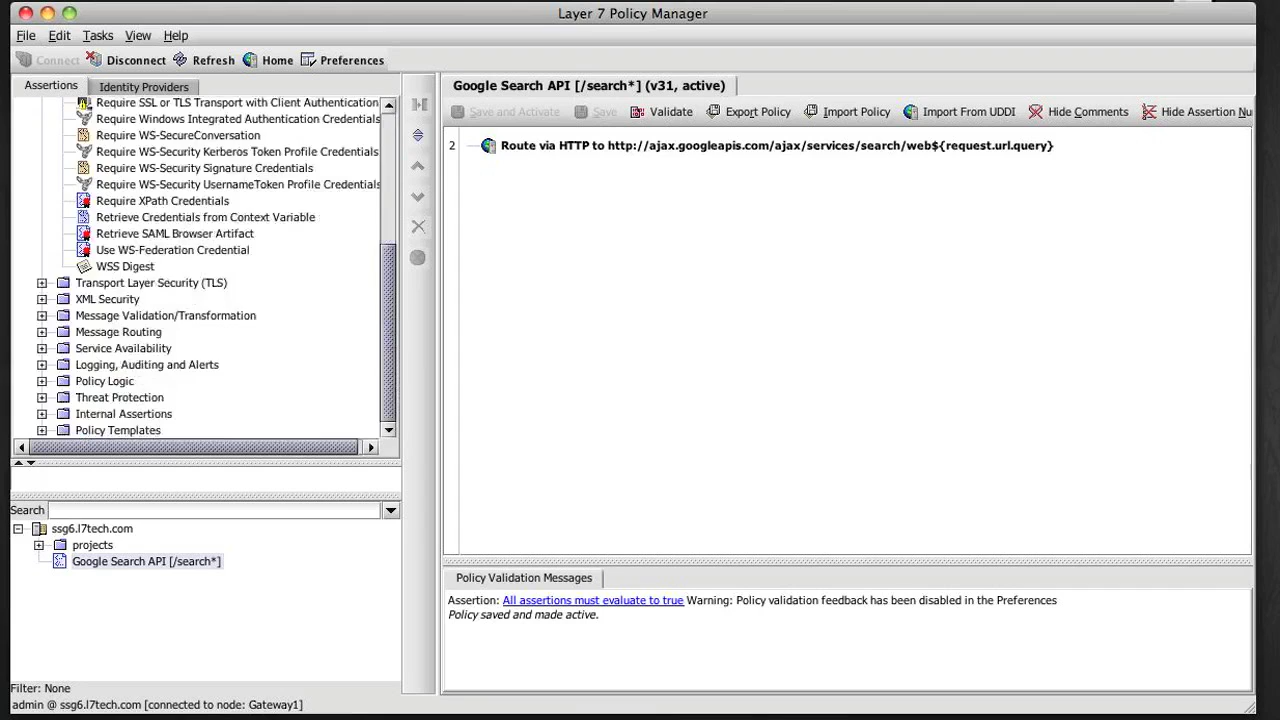 Layer 7 Policy Manager
File Edit Tasks View Help
Connect Disconnect Refresh Home Preferences
Assertions Identity Providers
Require SSL or TLS Transport with Client Authentication
Require Windows Integrated Authentication Credentials
Require WS-SecureConversation
Require WS-Security Kerberos Token Profile Credentials
Require WS-Security Signature Credentials
Require WS-Security UsernameToken Profile Credentials
Require XPath Credentials
Retrieve Credentials from Context Variable
Retrieve SAML Browser Artifact
Use WS-Federation Credential
WSS Digest
Transport Layer Security (TLS)
XML Security
Message Validation/Transformation
Message Routing
Service Availability
Logging, Auditing and Alerts
Policy Logic
Threat Protection
Internal Assertions
Policy Templates
Search
ssg6.l7tech.com
projects
Google Search API [/search*]
Filter: None
admin @ ssg6.l7tech.com [connected to node: Gateway1]
Google Search API [/search*] (v31, active)
Save and Activate Save Validate Export Policy Import Policy Import From UDDI Hide Comments Hide Assertion Nu
2 Route via HTTP to http://ajax.googleapis.com/ajax/services/search/web${request.url.query}
Policy Validation Messages
Assertion: All assertions must evaluate to true Warning: Policy validation feedback has been disabled in the Preferences
Policy saved and made active.